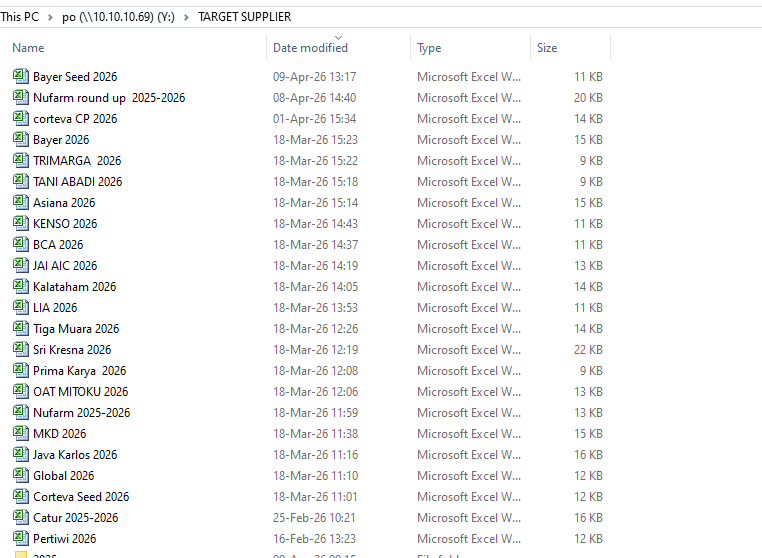 This PC > po (\\10.10.10.69) (Y:) > TARGET SUPPLIER
Name Date modified Type Size
Bayer Seed 2026 09-Apr-26 13:17 Microsoft Excel W... 11 KB
Nufarm round up  2025-2026 08-Apr-26 14:40 Microsoft Excel W... 20 KB
corteva CP 2026 01-Apr-26 15:34 Microsoft Excel W... 14 KB
Bayer 2026 18-Mar-26 15:23 Microsoft Excel W... 15 KB
TRIMARGA  2026 18-Mar-26 15:22 Microsoft Excel W... 9 KB
TANI ABADI 2026 18-Mar-26 15:18 Microsoft Excel W... 9 KB
Asiana 2026 18-Mar-26 15:14 Microsoft Excel W... 15 KB
KENSO 2026 18-Mar-26 14:43 Microsoft Excel W... 11 KB
BCA 2026 18-Mar-26 14:37 Microsoft Excel W... 11 KB
JAI AIC 2026 18-Mar-26 14:19 Microsoft Excel W... 13 KB
Kalataham 2026 18-Mar-26 14:05 Microsoft Excel W... 14 KB
LIA 2026 18-Mar-26 13:53 Microsoft Excel W... 11 KB
Tiga Muara 2026 18-Mar-26 12:26 Microsoft Excel W... 14 KB
Sri Kresna 2026 18-Mar-26 12:19 Microsoft Excel W... 22 KB
Prima Karya  2026 18-Mar-26 12:08 Microsoft Excel W... 9 KB
OAT MITOKU 2026 18-Mar-26 12:06 Microsoft Excel W... 13 KB
Nufarm 2025-2026 18-Mar-26 11:59 Microsoft Excel W... 13 KB
MKD 2026 18-Mar-26 11:38 Microsoft Excel W... 15 KB
Java Karlos 2026 18-Mar-26 11:16 Microsoft Excel W... 16 KB
Global 2026 18-Mar-26 11:10 Microsoft Excel W... 12 KB
Corteva Seed 2026 18-Mar-26 11:01 Microsoft Excel W... 12 KB
Catur 2025-2026 25-Feb-26 10:21 Microsoft Excel W... 16 KB
Pertiwi 2026 16-Feb-26 13:23 Microsoft Excel W... 12 KB